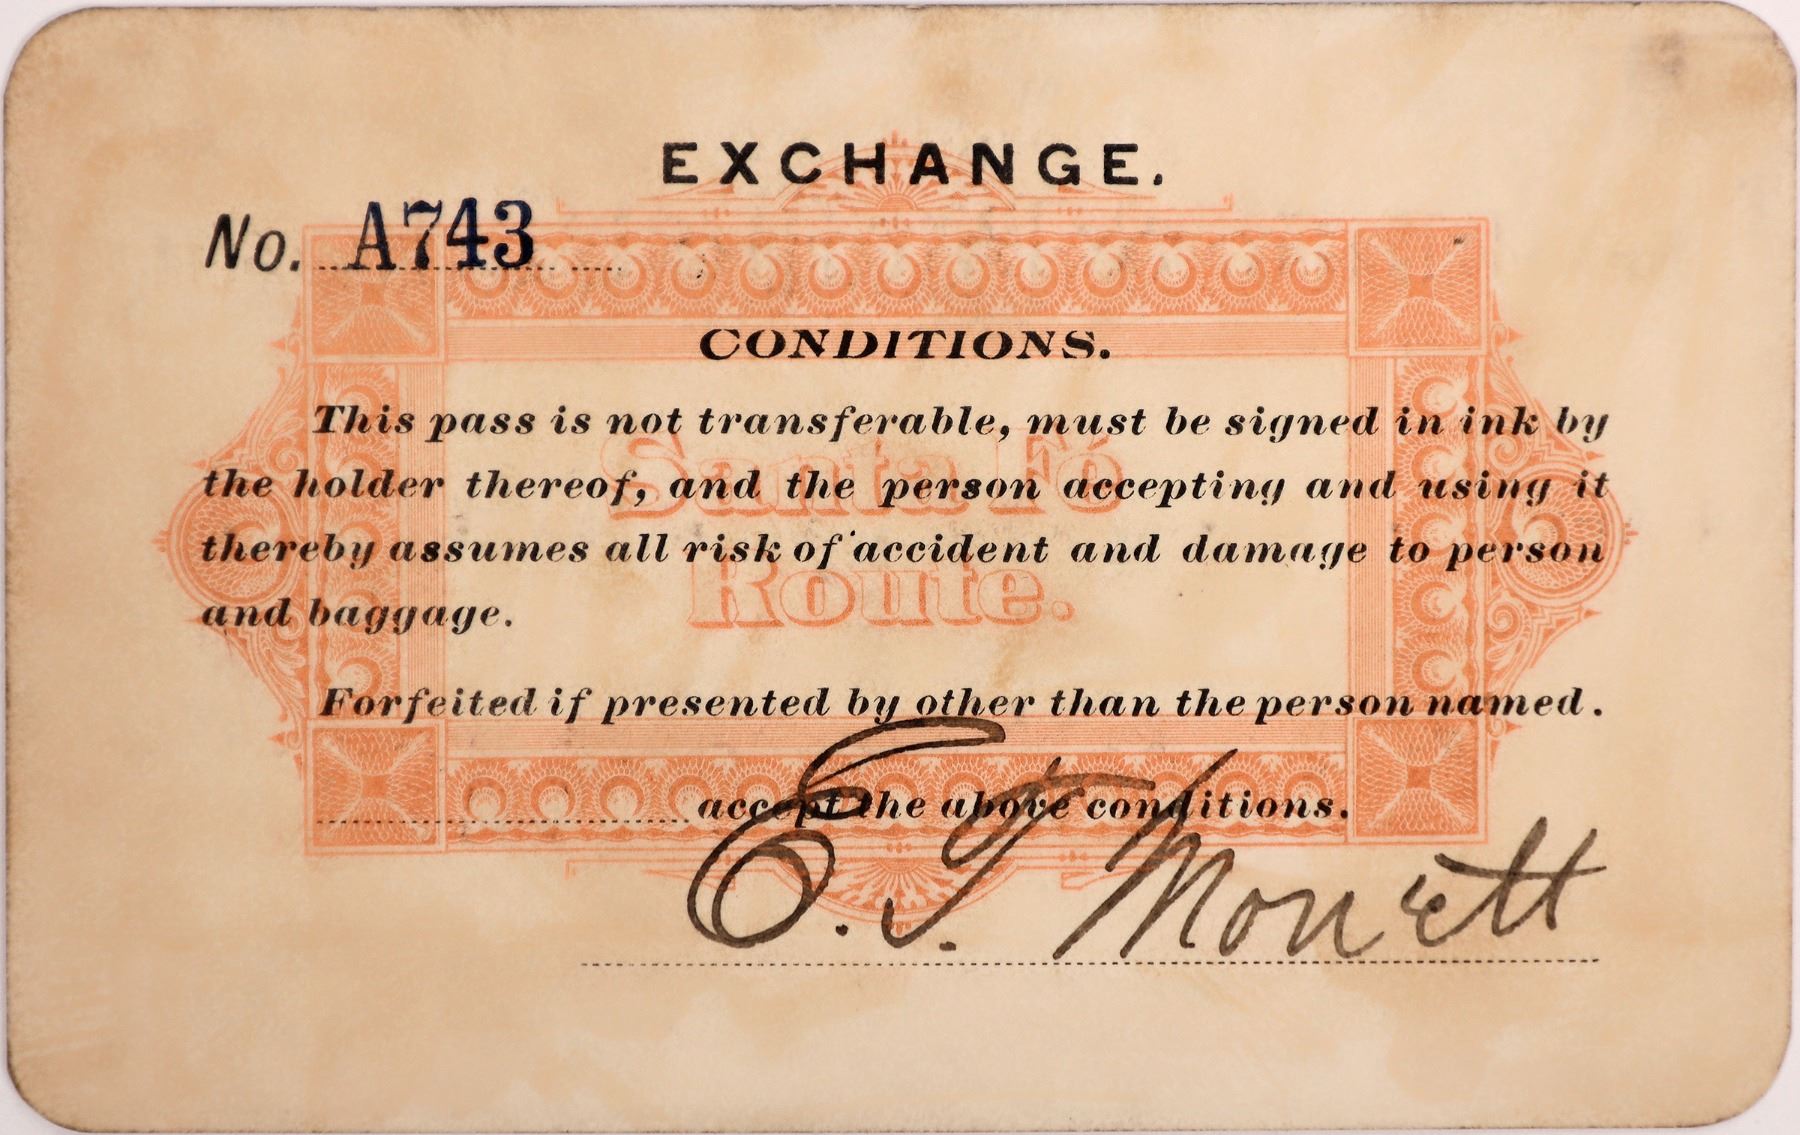 EXCHANGE.
No. A743
CONDITIONS.
This pass is not transferable, must be signed in ink by
the holder thereof, and the person accepting and using it
thereby assumes all risk of accident and damage to person
and baggage.
Santa Fé
Route.
Forfeited if presented by other than the person named.
accept the above conditions.
E. T. Monett